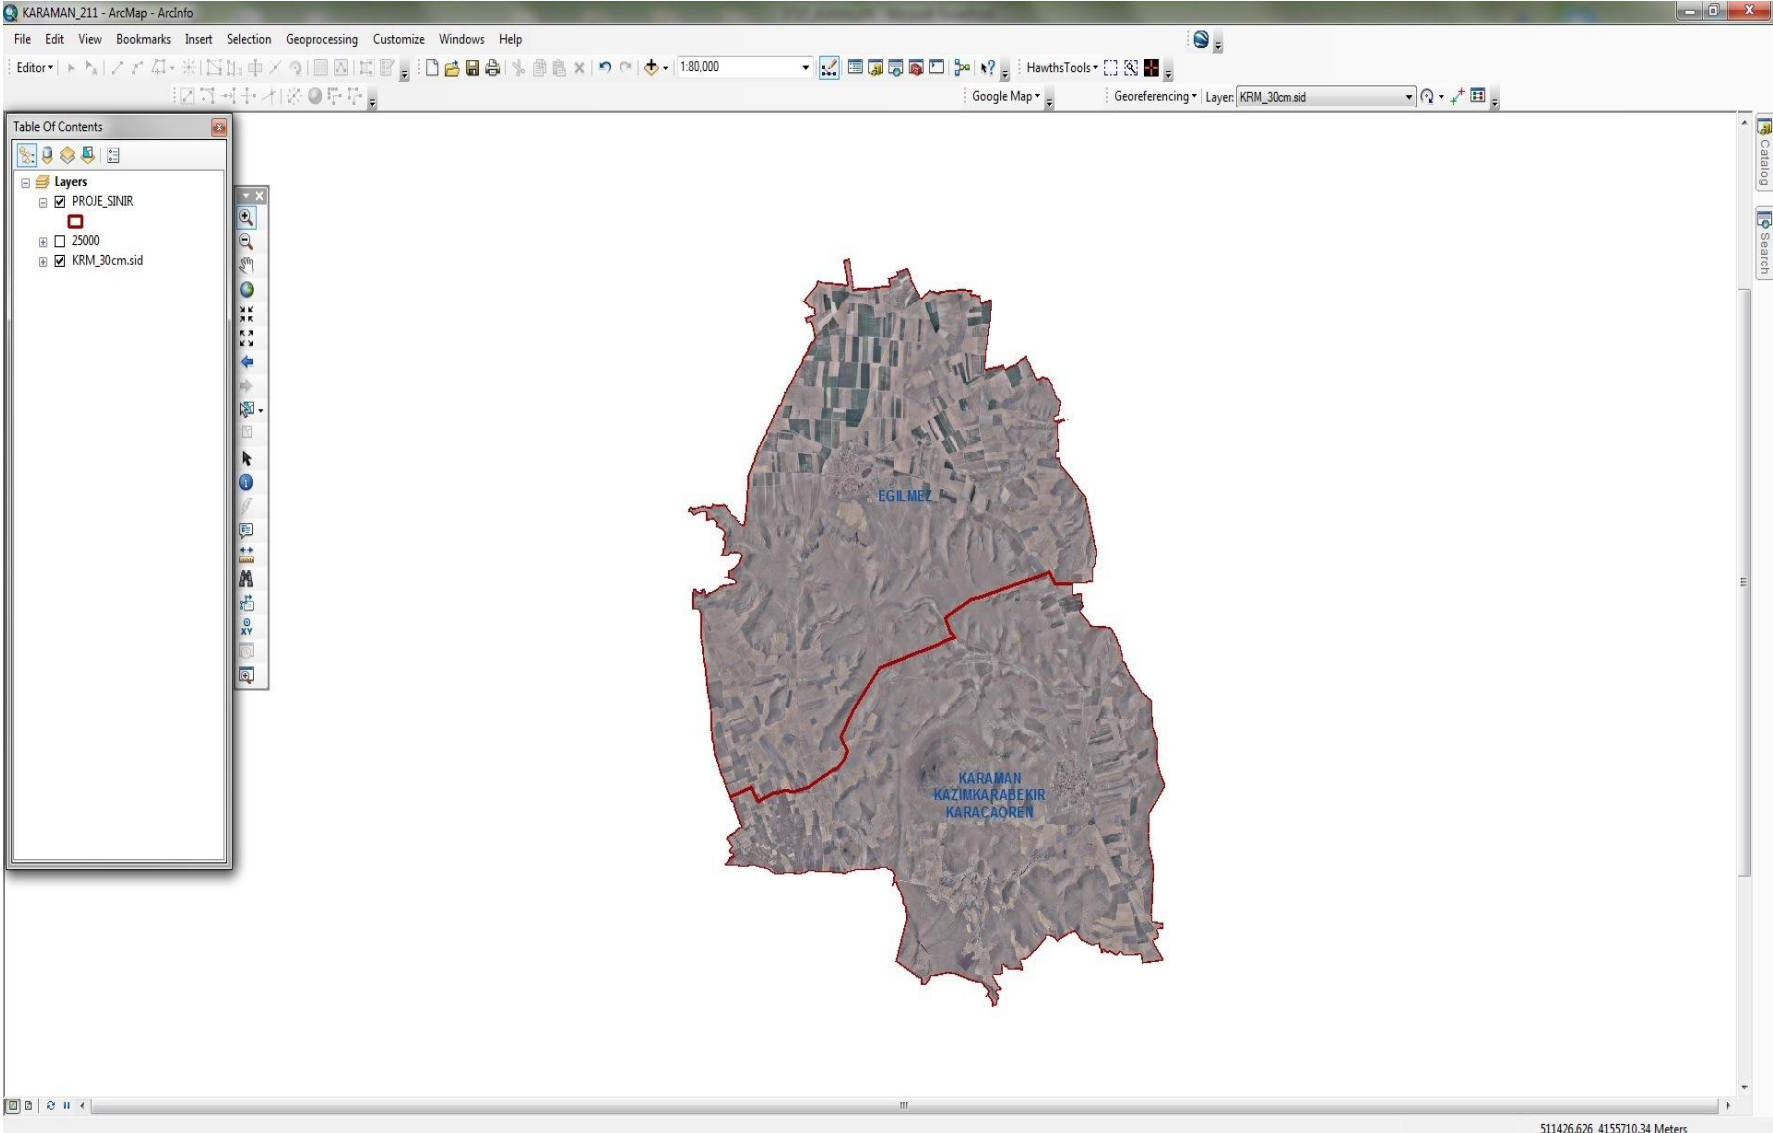 KARAMAN_211 - ArcMap - ArcInfo
File Edit View Bookmarks Insert Selection Geoprocessing Customize Windows Help
Editor 1:80,000 HawthsTools
Google Map Georeferencing Layer: KRM_30cm.sid
Table Of Contents
Layers
PROJE_SINIR
25000
KRM_30cm.sid
XY
Catalog
Search
EGILMEZ
KARAMAN
KAZIMKARABEKIR
KARACAOREN
511426,626 4155710,34 Meters